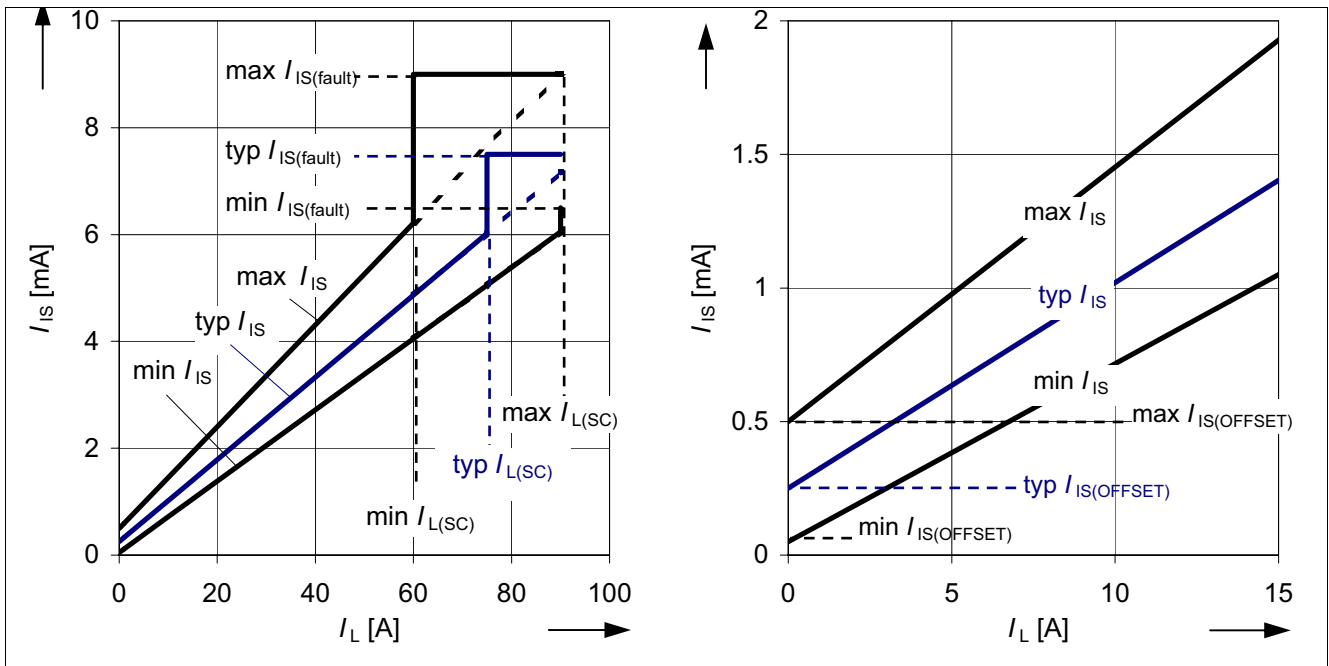 10
8
6
4
2
0
I_IS [mA]
max I_IS(fault)
typ I_IS(fault)
min I_IS(fault)
max I_IS
typ I_IS
min I_IS
max I_L(SC)
typ I_L(SC)
min I_L(SC)
0 20 40 60 80 100
I_L [A]
2
1.5
1
0.5
0
I_IS [mA]
max I_IS
typ I_IS
min I_IS
max I_IS(OFFSET)
typ I_IS(OFFSET)
min I_IS(OFFSET)
0 5 10 15
I_L [A]